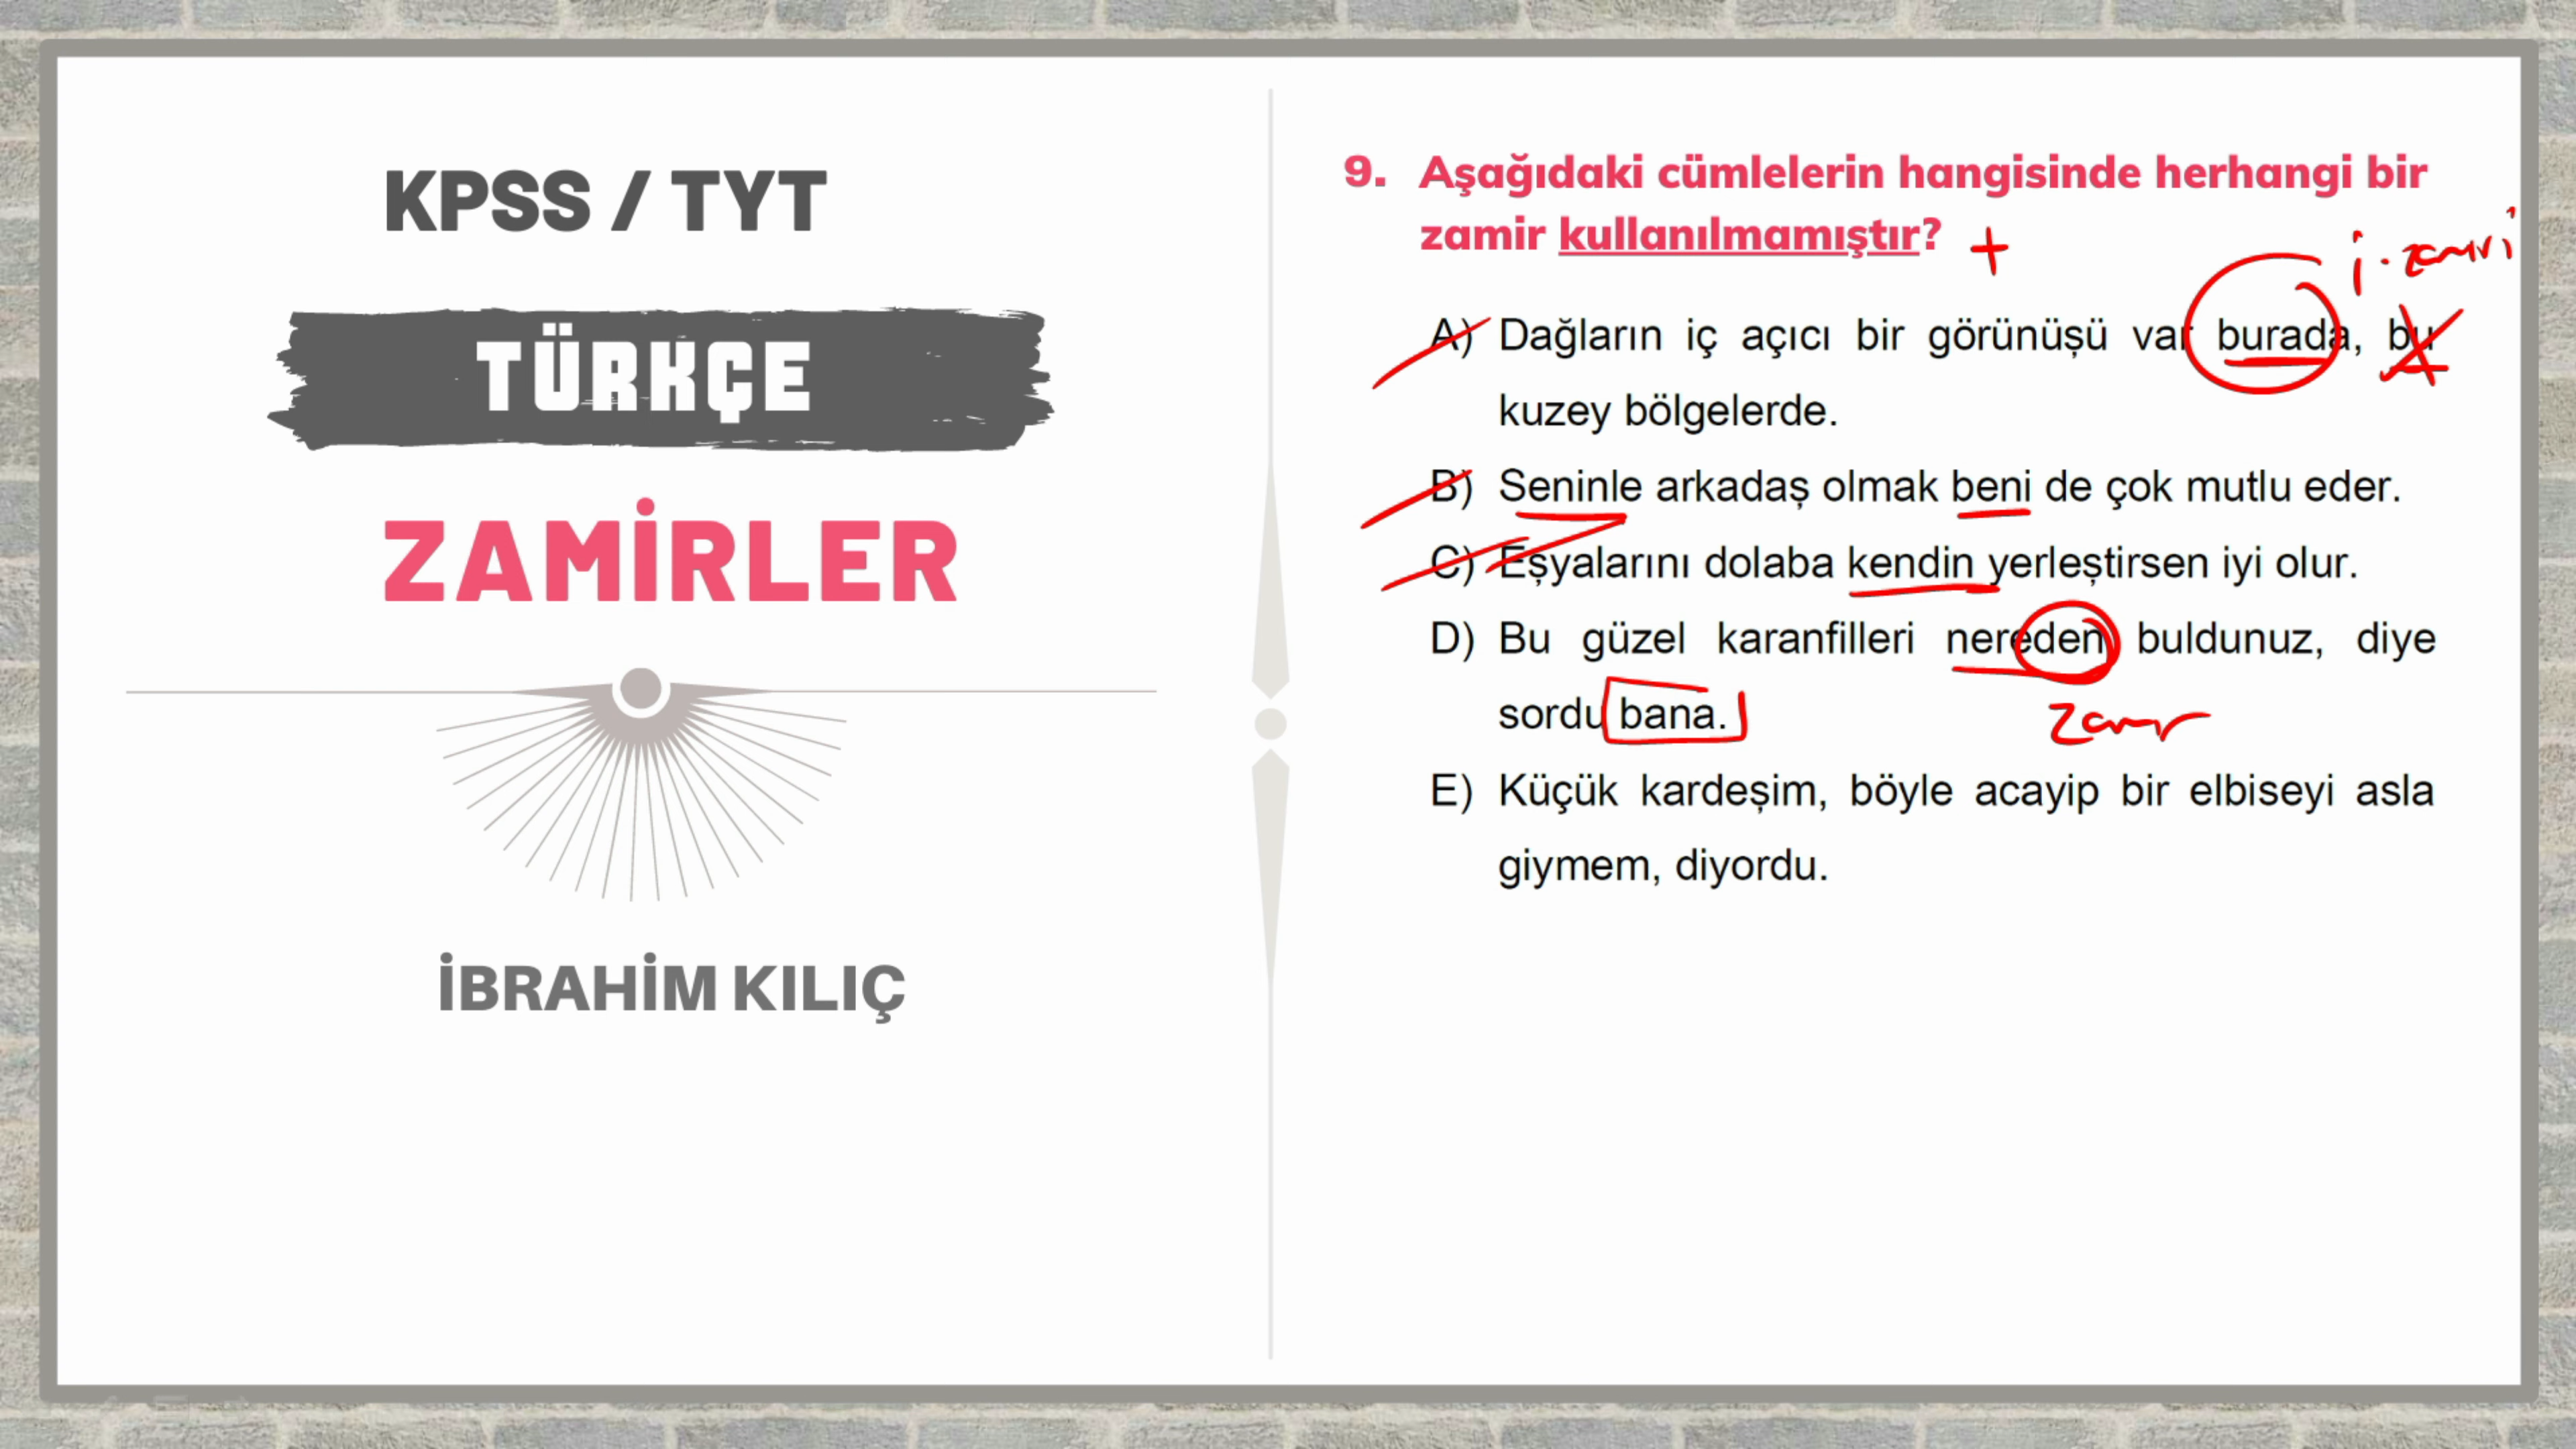 KPSS / TYT
TÜRKÇE
ZAMİRLER
İBRAHİM KILIÇ
9. Aşağıdaki cümlelerin hangisinde herhangi bir
zamir kullanılmamıştır? +
i. zamiri
A) Dağların iç açıcı bir görünüşü var burada, bu
kuzey bölgelerde.
B) Seninle arkadaş olmak beni de çok mutlu eder.
C) Eşyalarını dolaba kendin yerleştirsen iyi olur.
D) Bu güzel karanfilleri nereden buldunuz, diye
sordu bana.
zamir
E) Küçük kardeşim, böyle acayip bir elbiseyi asla
giymem, diyordu.